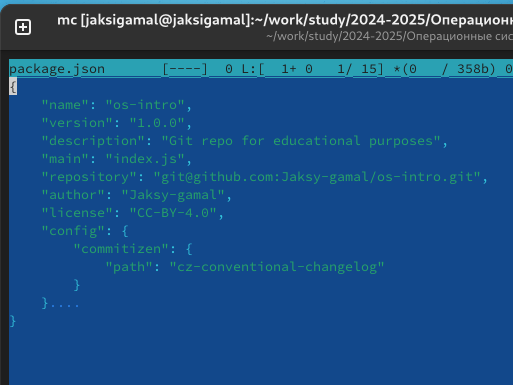 mc [jaksigamal@jaksigamal]:~/work/study/2024-2025/Операционн
~/work/study/2024-2025/Операционные сис
package.json [----] 0 L:[ 1+ 0 1/ 15] *(0 / 358b) 0
{
"name": "os-intro",
"version": "1.0.0",
"description": "Git repo for educational purposes",
"main": "index.js",
"repository": "git@github.com:Jaksy-gamal/os-intro.git",
"author": "Jaksy-gamal",
"license": "CC-BY-4.0",
"config": {
"commitizen": {
"path": "cz-conventional-changelog"
}
}....
}